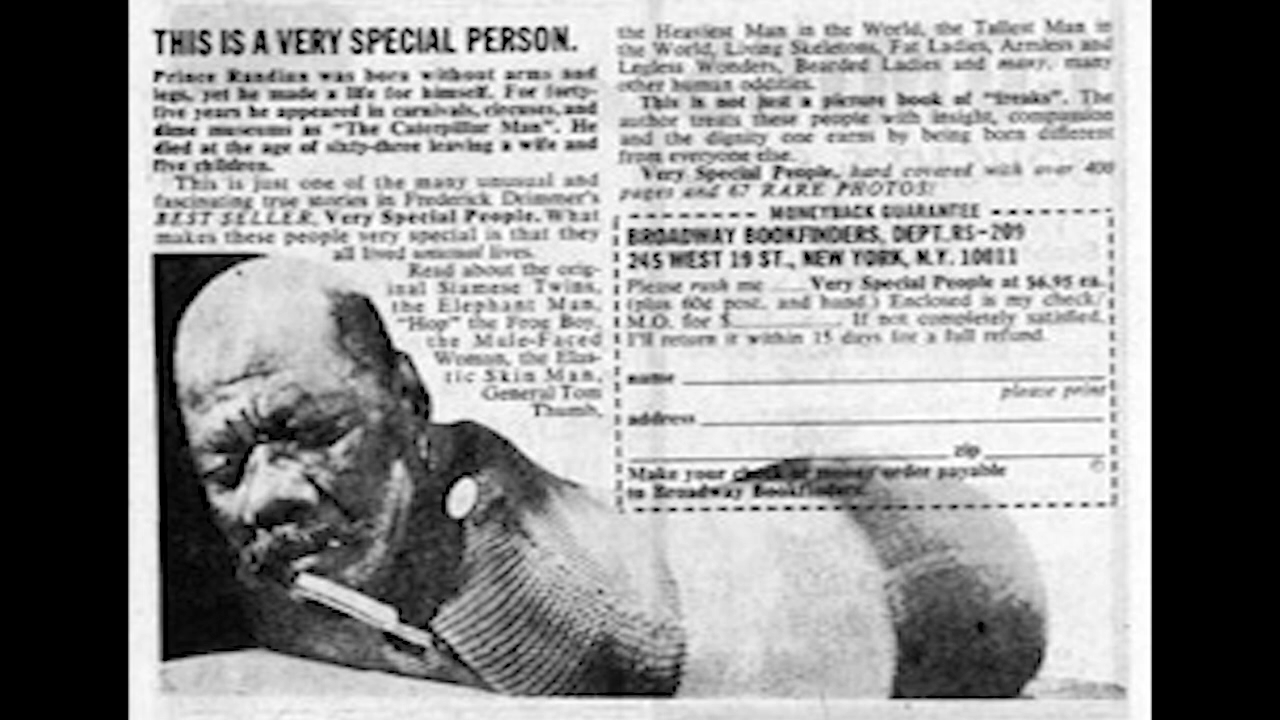 THIS IS A VERY SPECIAL PERSON.
Prince Randian was born without arms and
legs, yet he made a life for himself. For forty-
five years he appeared in carnivals, circuses, and
dime museums as "The Caterpillar Man". He
died at the age of sixty-three leaving a wife and
five children.
This is just one of the many unusual and
fascinating true stories in Frederick Drimmer's
BEST SELLER, Very Special People. What
makes these people very special is that they
all lived unusual lives.
Read about the orig-
inal Siamese Twins,
the Elephant Man,
"Hop" the Frog Boy,
the Mule-Faced
Woman, the Elas-
tic Skin Man,
General Tom
Thumb,
the Heaviest Man in the World, the Tallest Man in
the World, Living Skeletons, Fat Ladies, Armless and
Legless Wonders, Bearded Ladies and many, many
other human oddities.
This is not just a picture book of "freaks". The
author treats these people with insight, compassion
and the dignity one earns by being born different
from everyone else.
Very Special People, hard covered with over 400
pages and 67 RARE PHOTOS!
MONEYBACK GUARANTEE
BROADWAY BOOKFINDERS, DEPT.RS-209
245 WEST 19 ST., NEW YORK, N.Y. 10011
Please rush me Very Special People at $6.95 ea.
(plus 60¢ post. and hand.) Enclosed is my check/
M.O. for $ If not completely satisfied,
I'll return it within 15 days for a full refund.
name
please print
address
zip
Make your check or money order payable ©
to Broadway Bookfinders.